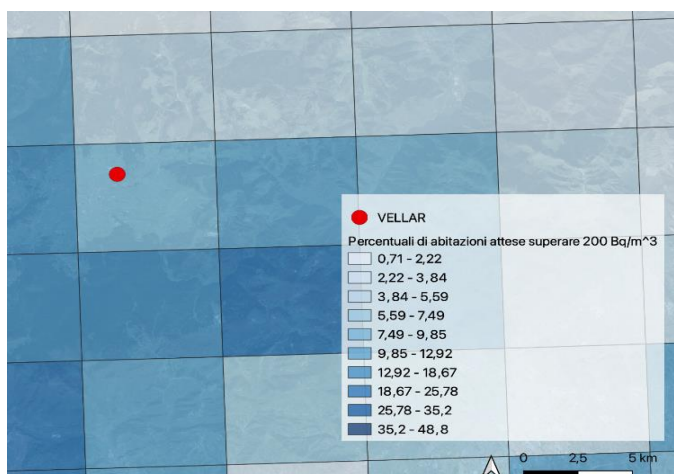 VELLAR
Percentuali di abitazioni attese superare 200 Bq/m^3
0,71 - 2,22
2,22 - 3,84
3,84 - 5,59
5,59 - 7,49
7,49 - 9,85
9,85 - 12,92
12,92 - 18,67
18,67 - 25,78
25,78 - 35,2
35,2 - 48,8
0 2,5 5 km